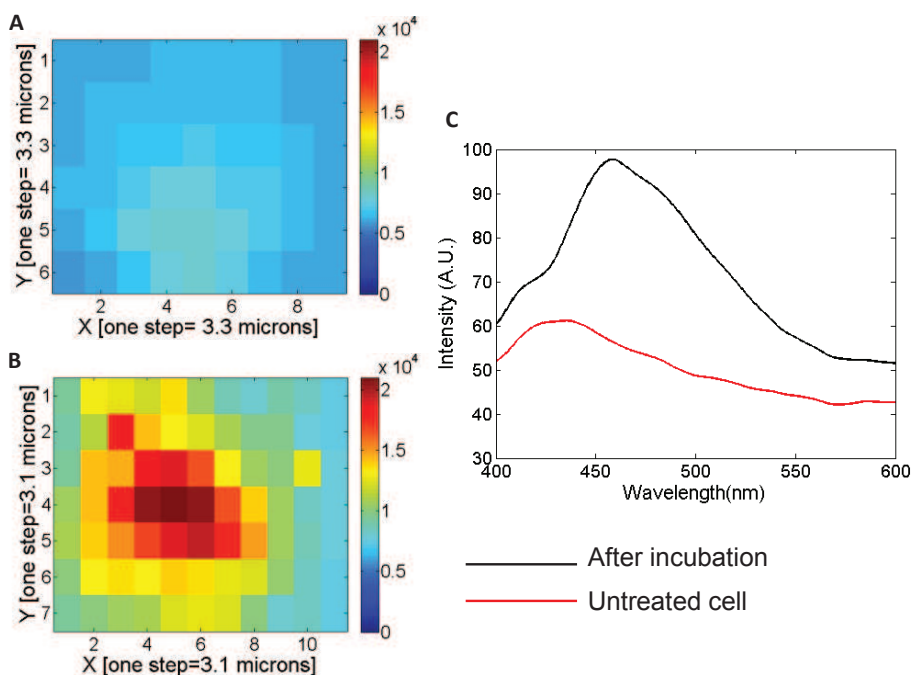 A
x 10⁴
2
1.5
1
0.5
0
1
2
3
4
5
6
Y [one step= 3.3 microns]
2 4 6 8
X [one step= 3.3 microns]
B
x 10⁴
2
1.5
1
0.5
0
1
2
3
4
5
6
7
Y [one step=3.1 microns]
2 4 6 8 10
X [one step=3.1 microns]
C
100
90
80
70
60
50
40
30
Intensity (A.U.)
400 450 500 550 600
Wavelength(nm)
After incubation
Untreated cell